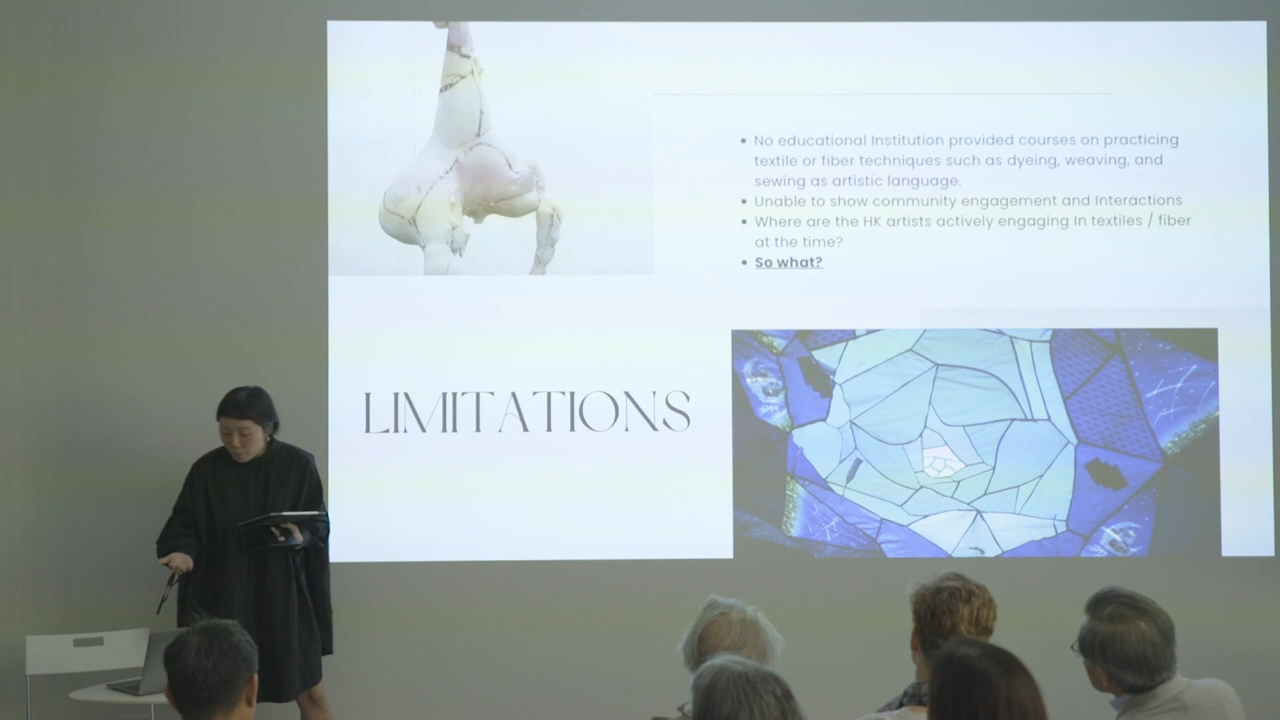 No educational Institution provided courses on practicing
textile or fiber techniques such as dyeing, weaving, and
sewing as artistic language.
Unable to show community engagement and Interactions
Where are the HK artists actively engaging In textiles / fiber
at the time?
So what?
LIMITATIONS